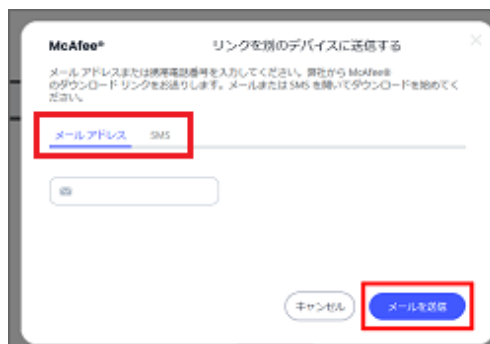 McAfee®
リンクを別のデバイスに送信する
メール アドレスまたは携帯電話番号を入力してください。弊社から McAfee®
のダウンロード リンクをお送りします。メールまたは SMS を開いてダウンロードを始めてく
ださい。
メール アドレス SMS
キャンセル メールを送信